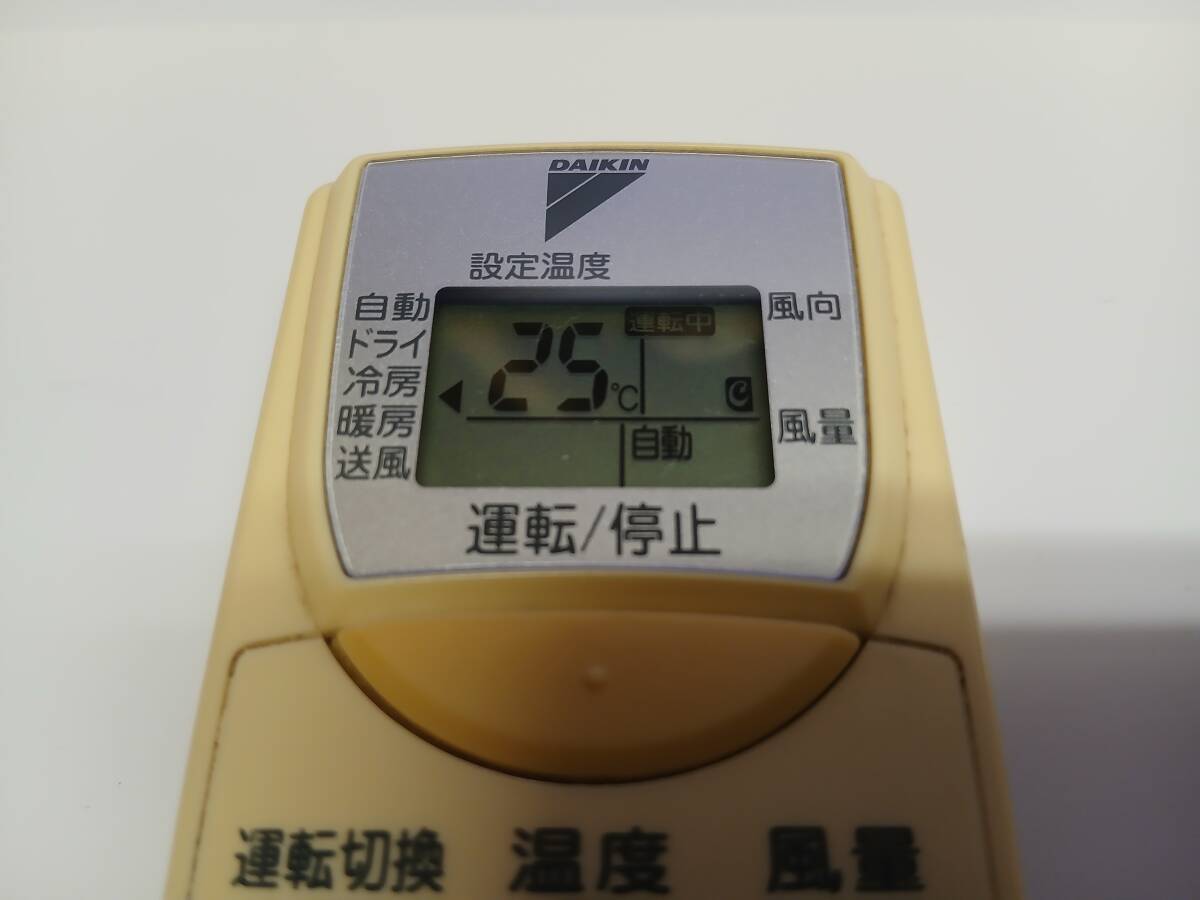 DAIKIN
設定温度
自動
ドライ
冷房
暖房
送風
運転中
25℃
自動
風向
風量
運転/停止
運転切換
温度
風量